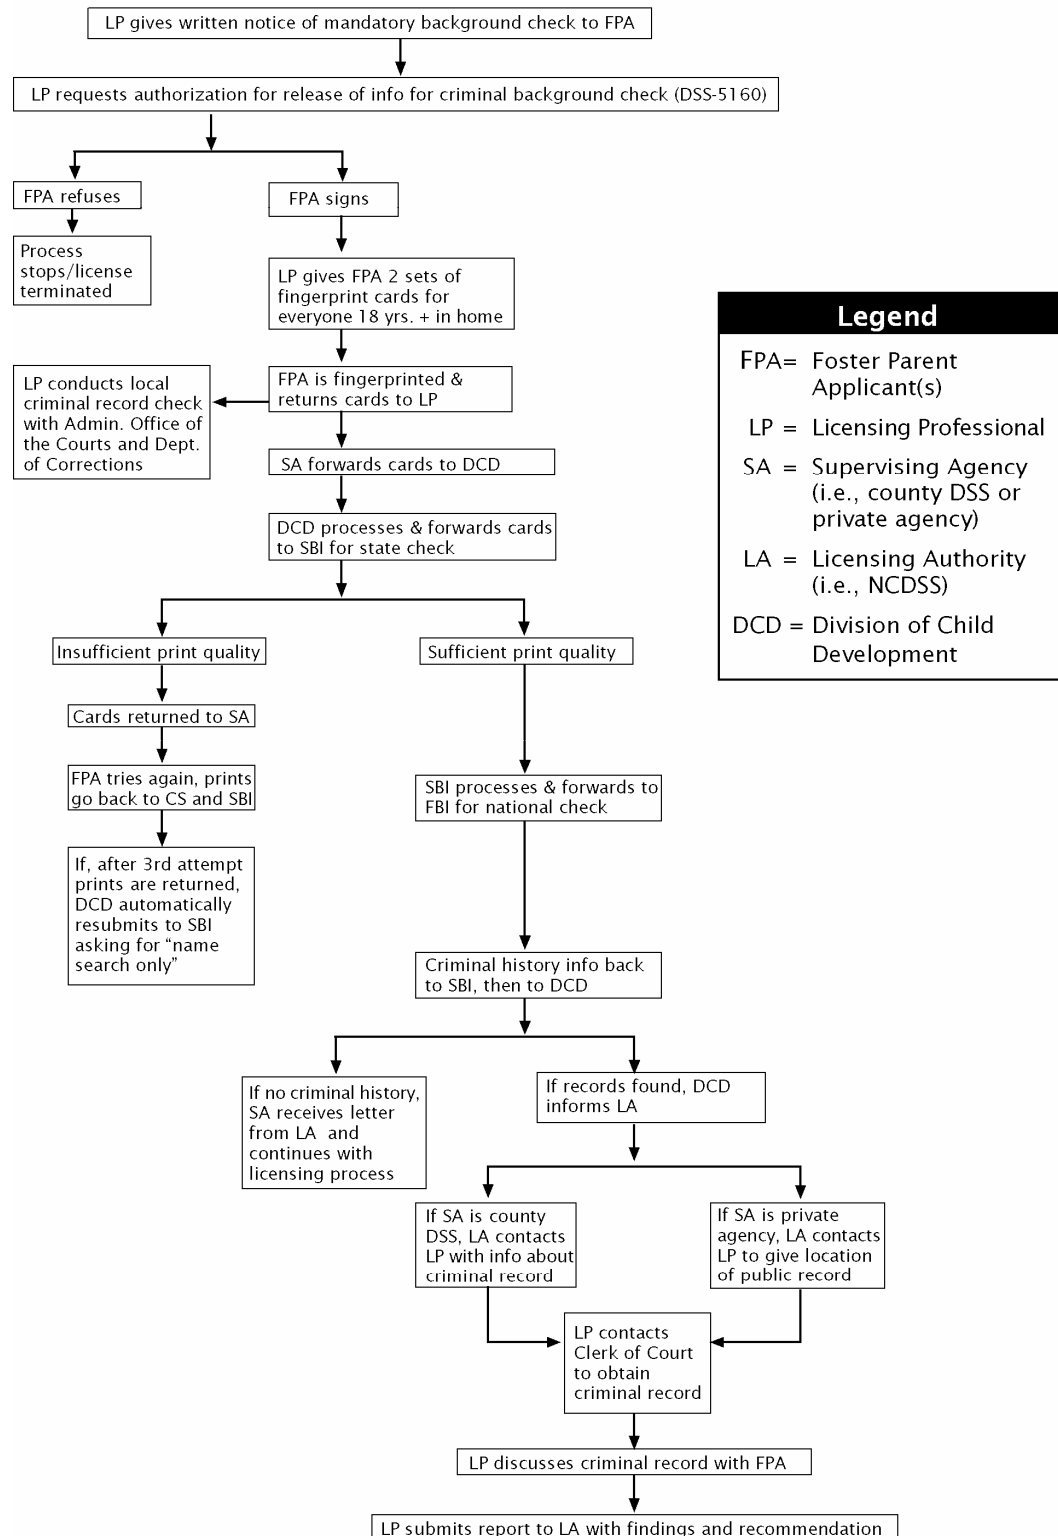 LP gives written notice of mandatory background check to FPA
LP requests authorization for release of info for criminal background check (DSS-5160)
FPA refuses
FPA signs
Process
stops/license
terminated
LP gives FPA 2 sets of
fingerprint cards for
everyone 18 yrs. + in home
LP conducts local
criminal record check
with Admin. Office of
the Courts and Dept.
of Corrections
FPA is fingerprinted &
returns cards to LP
SA forwards cards to DCD
DCD processes & forwards cards
to SBI for state check
Legend
FPA= Foster Parent
Applicant(s)
LP = Licensing Professional
SA = Supervising Agency
(i.e., county DSS or
private agency)
LA = Licensing Authority
(i.e., NCDSS)
DCD = Division of Child
Development
Insufficient print quality
Sufficient print quality
Cards returned to SA
FPA tries again, prints
go back to CS and SBI
If, after 3rd attempt
prints are returned,
DCD automatically
resubmits to SBI
asking for “name
search only”
SBI processes & forwards to
FBI for national check
Criminal history info back
to SBI, then to DCD
If no criminal history,
SA receives letter
from LA and
continues with
licensing process
If records found, DCD
informs LA
If SA is county
DSS, LA contacts
LP with info about
criminal record
If SA is private
agency, LA contacts
LP to give location
of public record
LP contacts
Clerk of Court
to obtain
criminal record
LP discusses criminal record with FPA
LP submits report to LA with findings and recommendation